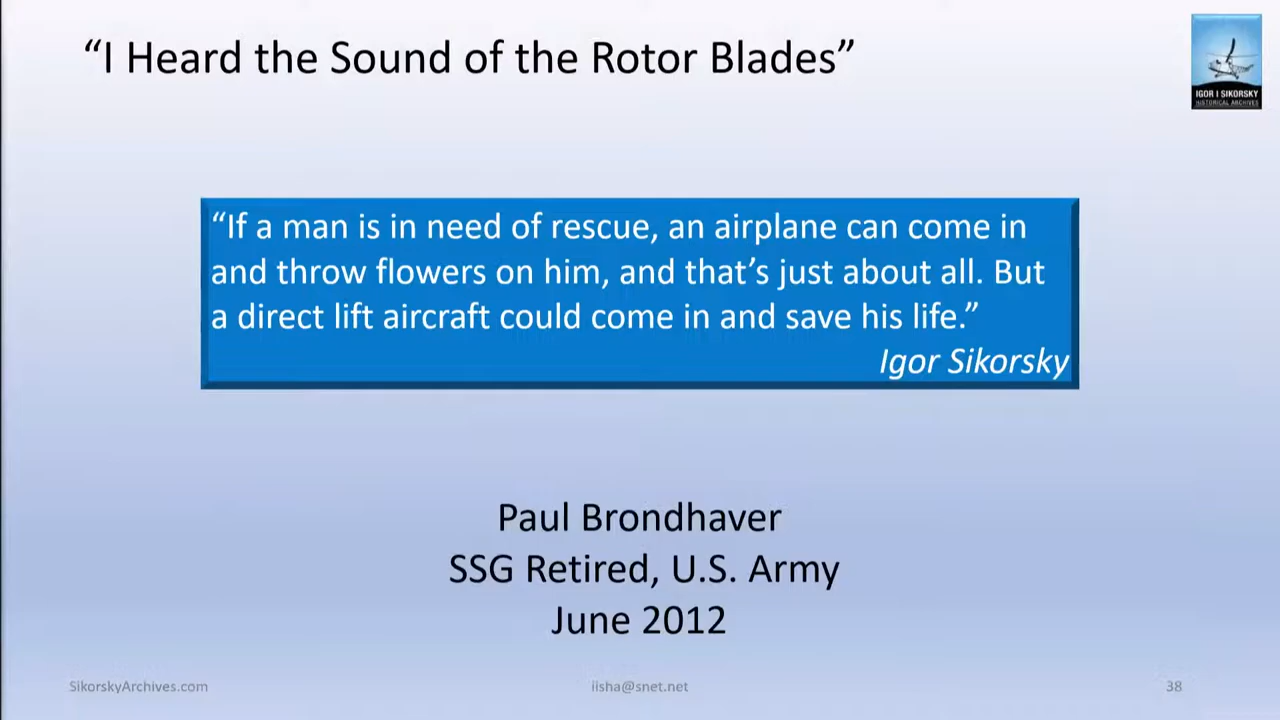 “I Heard the Sound of the Rotor Blades”
IGOR I SIKORSKY
HISTORICAL ARCHIVES
“If a man is in need of rescue, an airplane can come in
and throw flowers on him, and that’s just about all. But
a direct lift aircraft could come in and save his life.”
Igor Sikorsky
Paul Brondhaver
SSG Retired, U.S. Army
June 2012
SikorskyArchives.com
iisha@snet.net
38